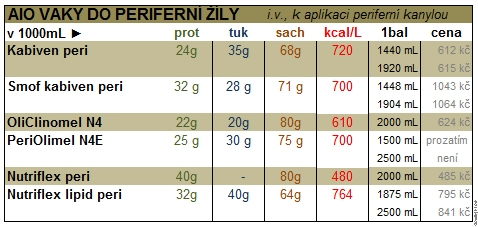 AIO VAKY DO PERIFERNÍ ŽÍLY i.v., k aplikaci periferní kanylou
v 1000mL ► prot tuk sach kcal/L 1bal cena
Kabiven peri 24g 35g 68g 720 1440 mL 612 kč
1920 mL 615 kč
Smof kabiven peri 32 g 28 g 71 g 700 1448 mL 1043 kč
1904 mL 1064 kč
OliClinomel N4 22g 20g 80g 610 2000 mL 624 kč
PeriOlimel N4E 25 g 30 g 75 g 700 1500 mL prozatím
2500 mL není
Nutriflex peri 40g - 80g 480 2000 mL 485 kč
Nutriflex lipid peri 32g 40g 64g 764 1875 mL 795 kč
2500 mL 841 kč